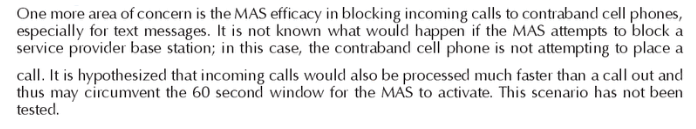 One more area of concern is the MAS efficacy in blocking incoming calls to contraband cell phones,
especially for text messages. It is not known what would happen if the MAS attempts to block a
service provider base station; in this case, the contraband cell phone is not attempting to place a
call. It is hypothesized that incoming calls would also be processed much faster than a call out and
thus may circumvent the 60 second window for the MAS to activate. This scenario has not been
tested.